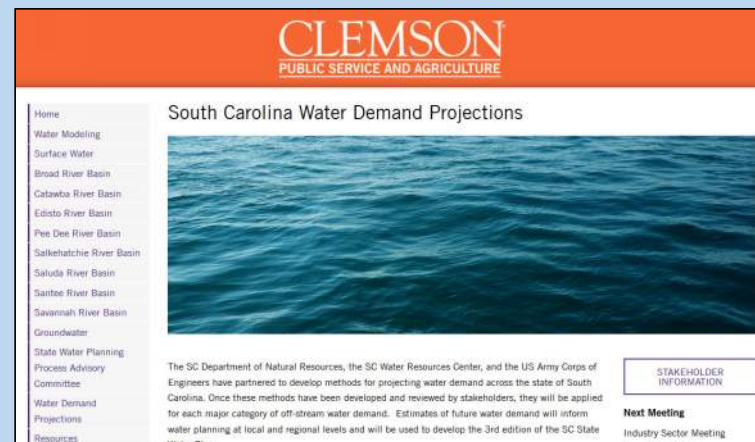 CLEMSON
PUBLIC SERVICE AND AGRICULTURE
Home
Water Modeling
Surface Water
Broad River Basin
Catawba River Basin
Edisto River Basin
Pee Dee River Basin
Salkehatchie River Basin
Saluda River Basin
Santee River Basin
Savannah River Basin
Groundwater
State Water Planning
Process Advisory
Committee
Water Demand
Projections
Resources
South Carolina Water Demand Projections
The SC Department of Natural Resources, the SC Water Resources Center, and the US Army Corps of
Engineers have partnered to develop methods for projecting water demand across the state of South
Carolina. Once these methods have been developed and reviewed by stakeholders, they will be applied
for each major category of off-stream water demand. Estimates of future water demand will inform
water planning at local and regional levels and will be used to develop the 3rd edition of the SC State
STAKEHOLDER
INFORMATION
Next Meeting
Industry Sector Meeting